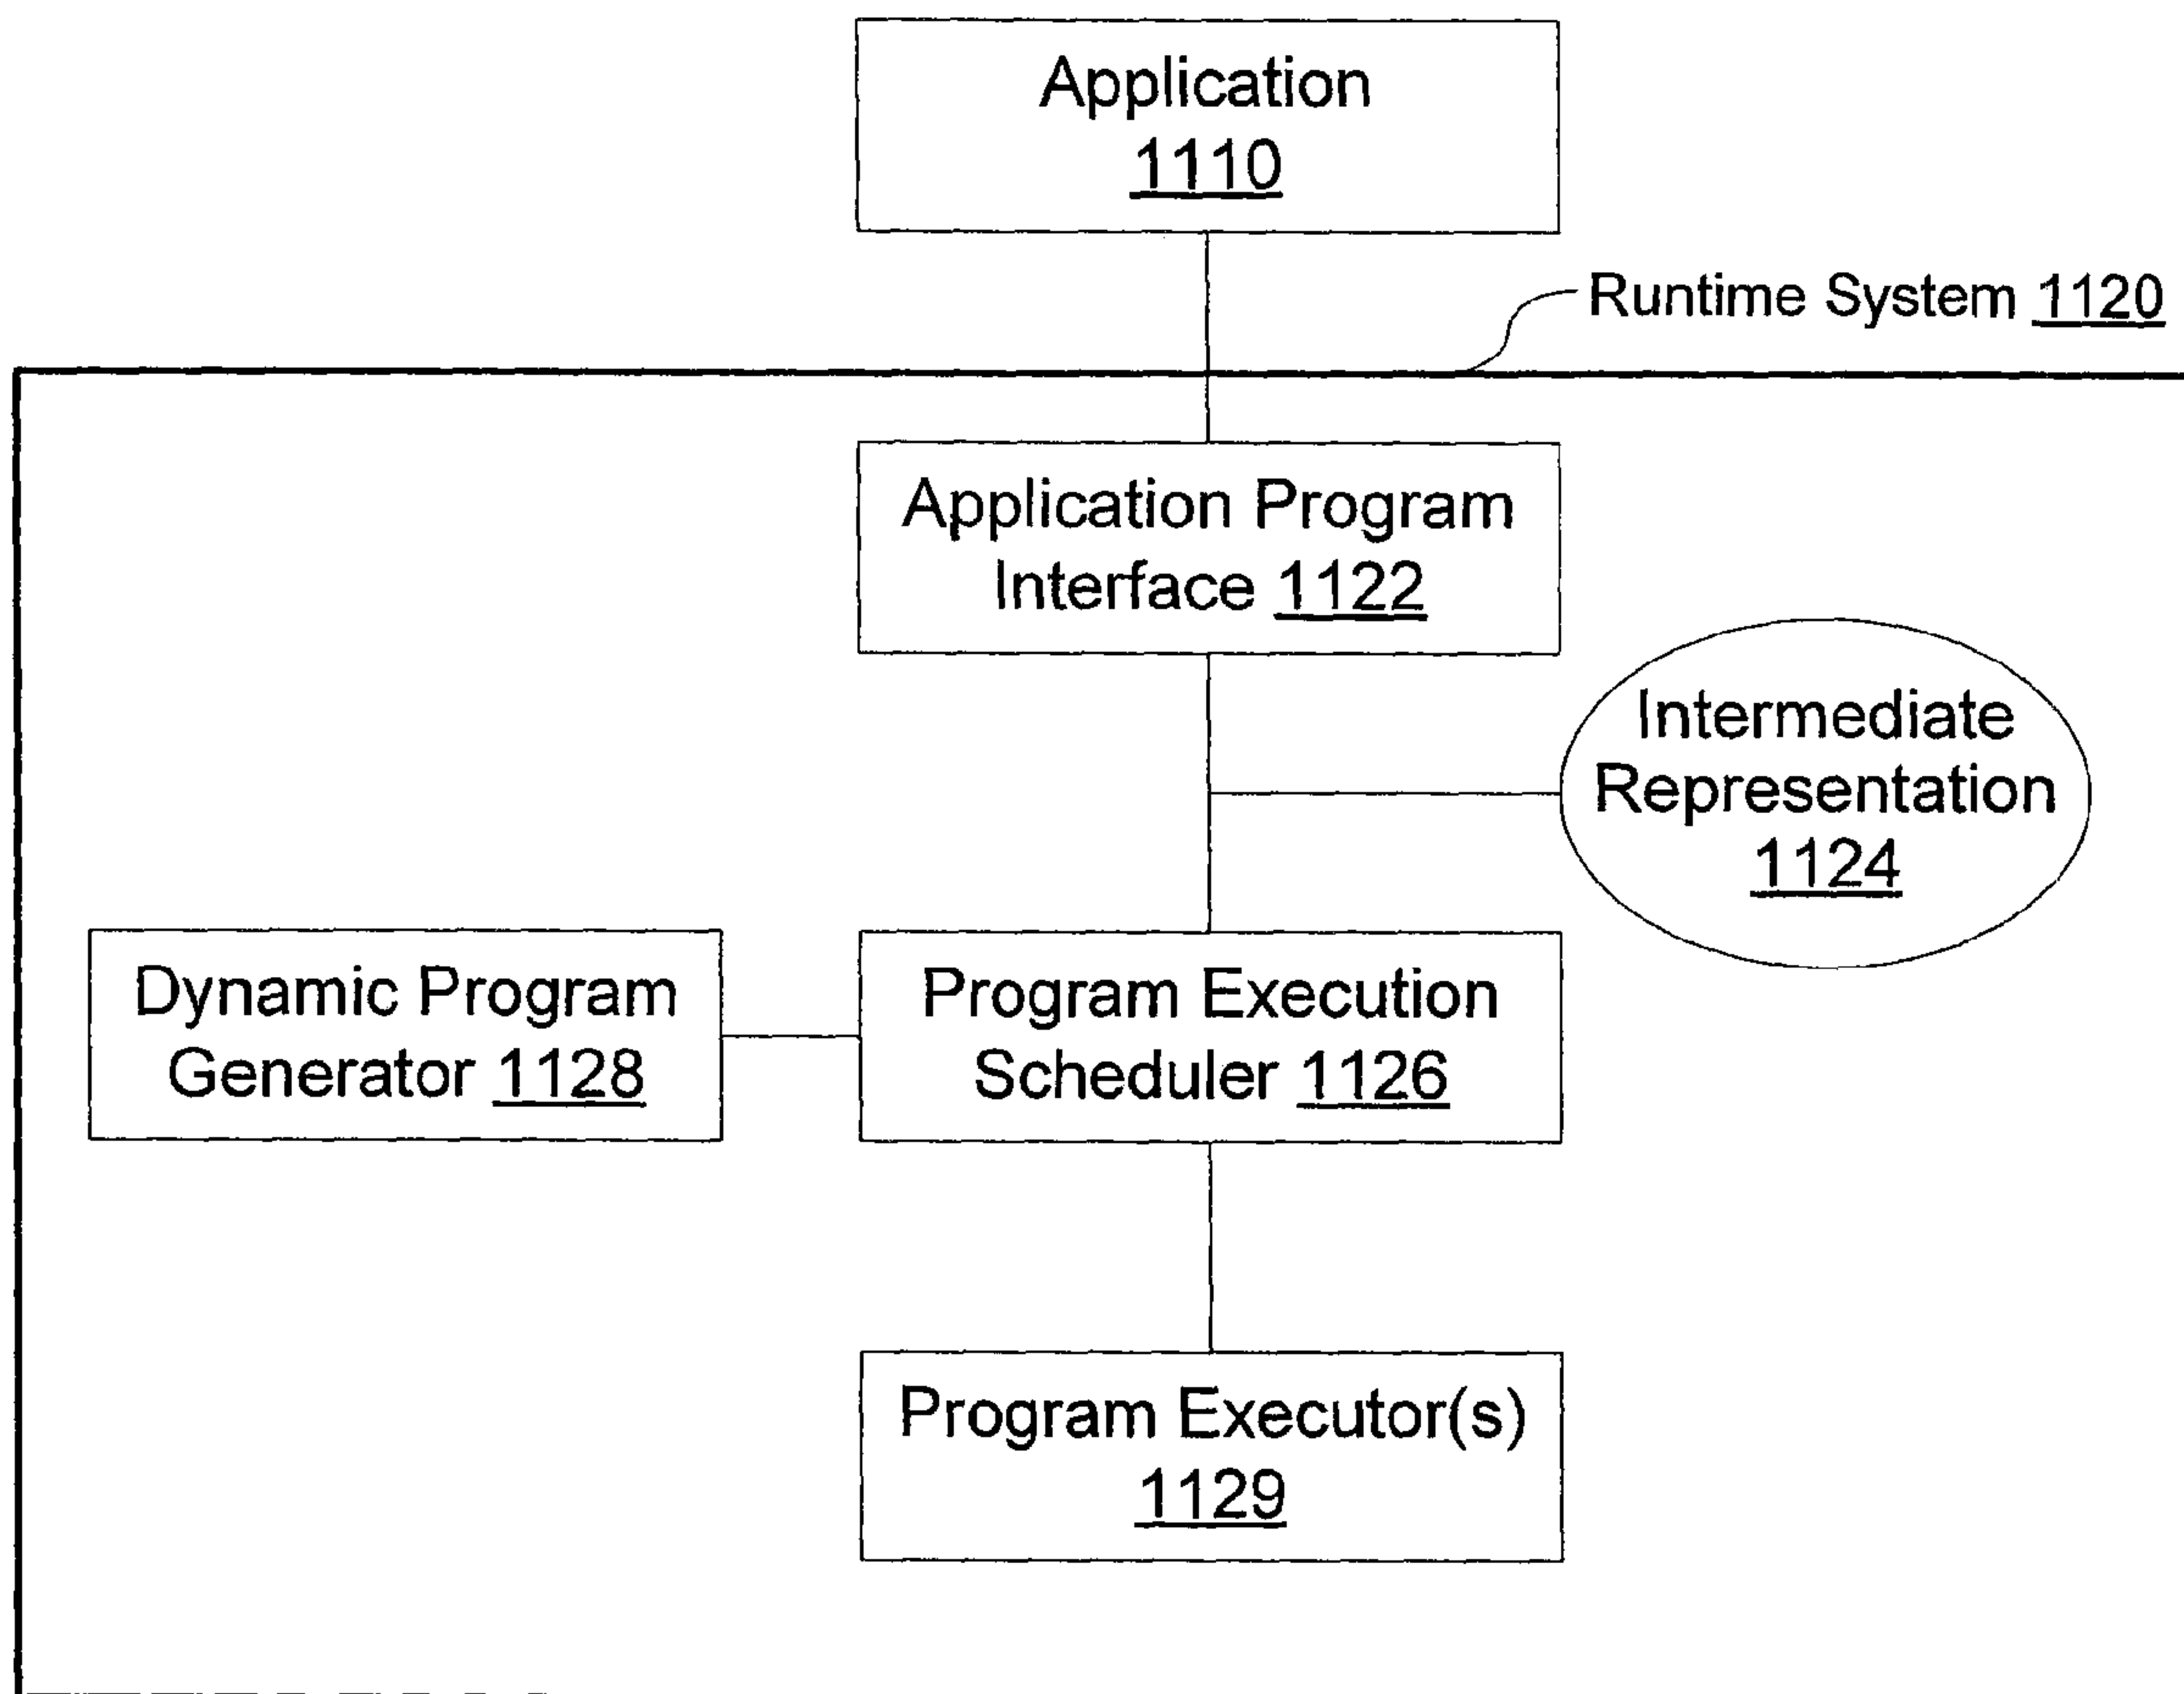 Application
1110
Runtime System 1120
Application Program
Interface 1122
Intermediate
Representation
1124
Dynamic Program
Generator 1128
Program Execution
Scheduler 1126
Program Executor(s)
1129